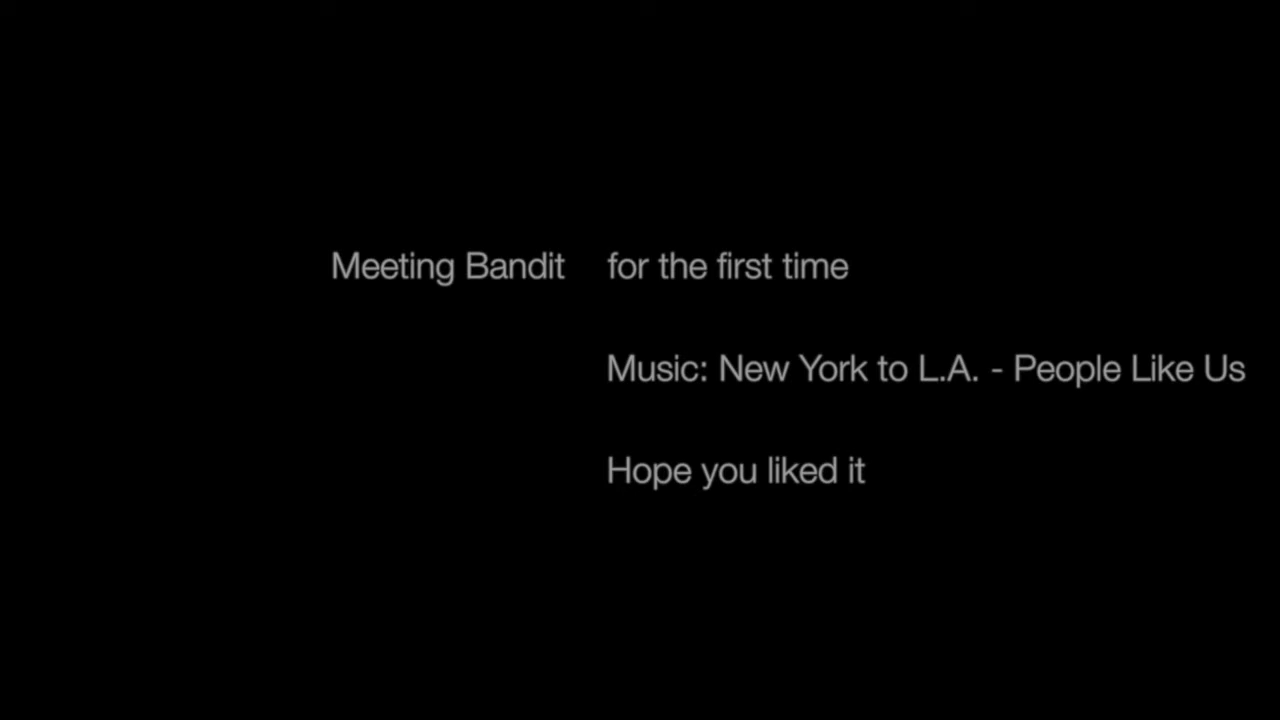 Meeting Bandit for the first time
Music: New York to L.A. - People Like Us
Hope you liked it